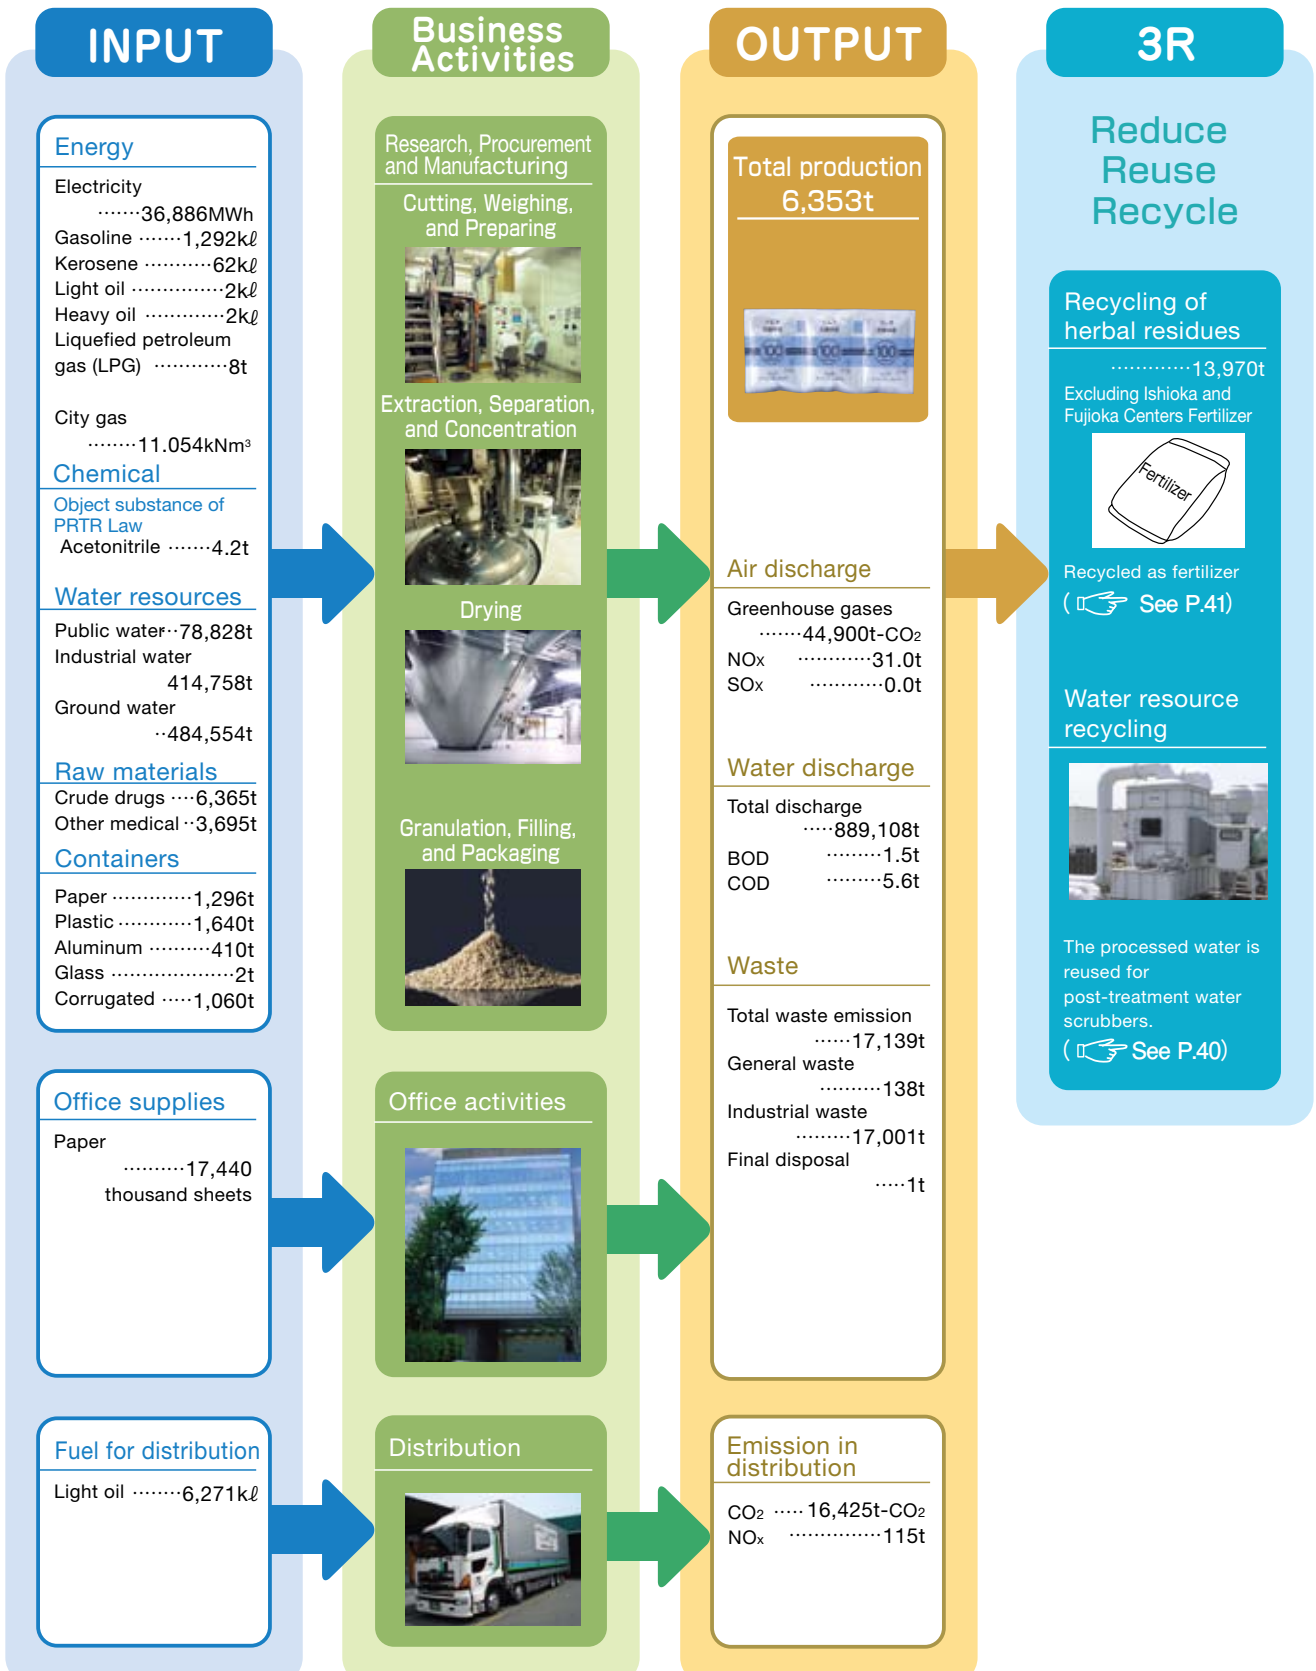 INPUT
Energy
Electricity
·······36,886MWh
Gasoline ·······1,292kℓ
Kerosene ···········62kℓ
Light oil ···············2kℓ
Heavy oil ·············2kℓ
Liquefied petroleum
gas (LPG) ············8t
City gas
········11.054kNm³
Chemical
Object substance of
PRTR Law
Acetonitrile ·······4.2t
Water resources
Public water··78,828t
Industrial water
414,758t
Ground water
··484,554t
Raw materials
Crude drugs ····6,365t
Other medical ··3,695t
Containers
Paper ·············1,296t
Plastic ············1,640t
Aluminum ··········410t
Glass ····················2t
Corrugated ·····1,060t
Office supplies
Paper
··········17,440
thousand sheets
Fuel for distribution
Light oil ········6,271kℓ
Business
Activities
Research, Procurement
and Manufacturing
Cutting, Weighing,
and Preparing
Extraction, Separation,
and Concentration
Drying
Granulation, Filling,
and Packaging
Office activities
Distribution
OUTPUT
Total production
6,353t
100 100 100
Air discharge
Greenhouse gases
·······44,900t-CO₂
NOx ············31.0t
SOx ············0.0t
Water discharge
Total discharge
·····889,108t
BOD ·········1.5t
COD ·········5.6t
Waste
Total waste emission
······17,139t
General waste
··········138t
Industrial waste
·········17,001t
Final disposal
·····1t
Emission in
distribution
CO₂ ····· 16,425t-CO₂
NOx ···············115t
3R
Reduce
Reuse
Recycle
Recycling of
herbal residues
·············13,970t
Excluding Ishioka and
Fujioka Centers Fertilizer
Fertilizer
Recycled as fertilizer
(☞ See P.41)
Water resource
recycling
The processed water is
reused for
post-treatment water
scrubbers.
(☞ See P.40)